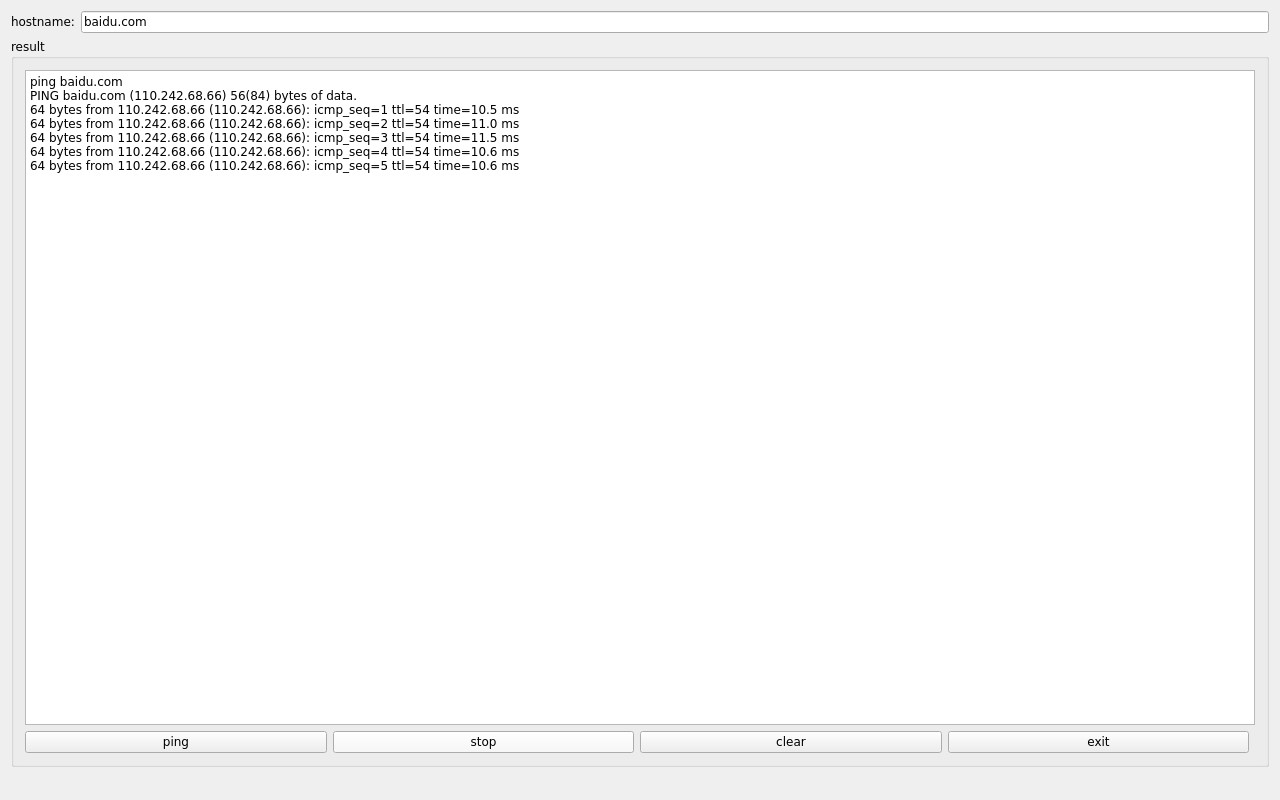 hostname: baidu.com
result
ping baidu.com
PING baidu.com (110.242.68.66) 56(84) bytes of data.
64 bytes from 110.242.68.66 (110.242.68.66): icmp_seq=1 ttl=54 time=10.5 ms
64 bytes from 110.242.68.66 (110.242.68.66): icmp_seq=2 ttl=54 time=11.0 ms
64 bytes from 110.242.68.66 (110.242.68.66): icmp_seq=3 ttl=54 time=11.5 ms
64 bytes from 110.242.68.66 (110.242.68.66): icmp_seq=4 ttl=54 time=10.6 ms
64 bytes from 110.242.68.66 (110.242.68.66): icmp_seq=5 ttl=54 time=10.6 ms
ping stop clear exit